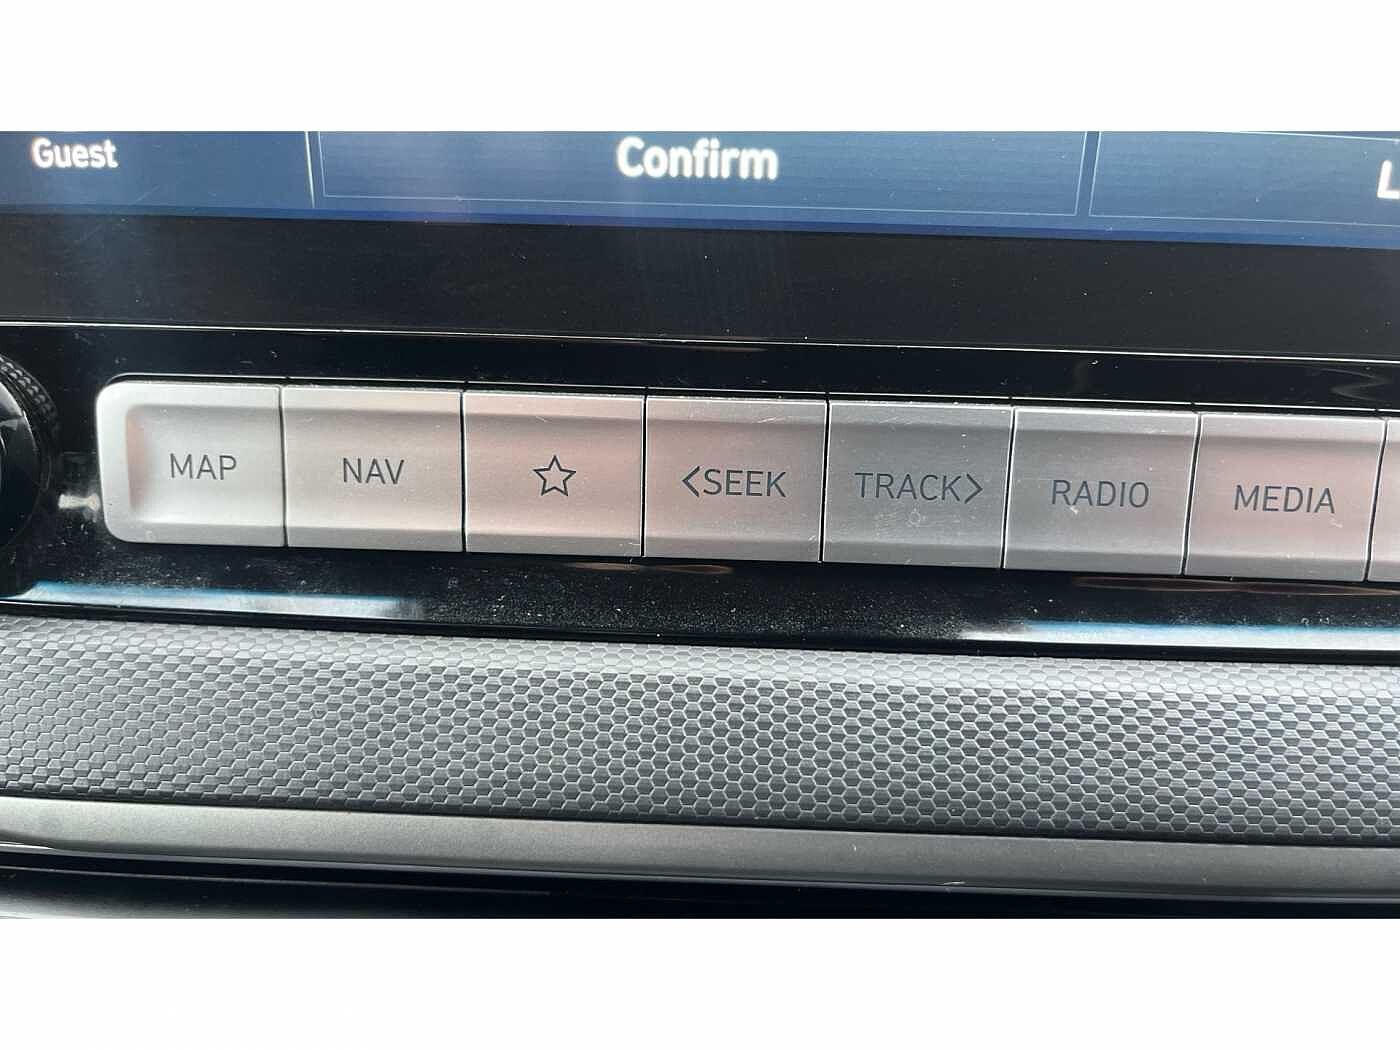 Guest
Confirm
L
MAP NAV ☆ <SEEK TRACK> RADIO MEDIA